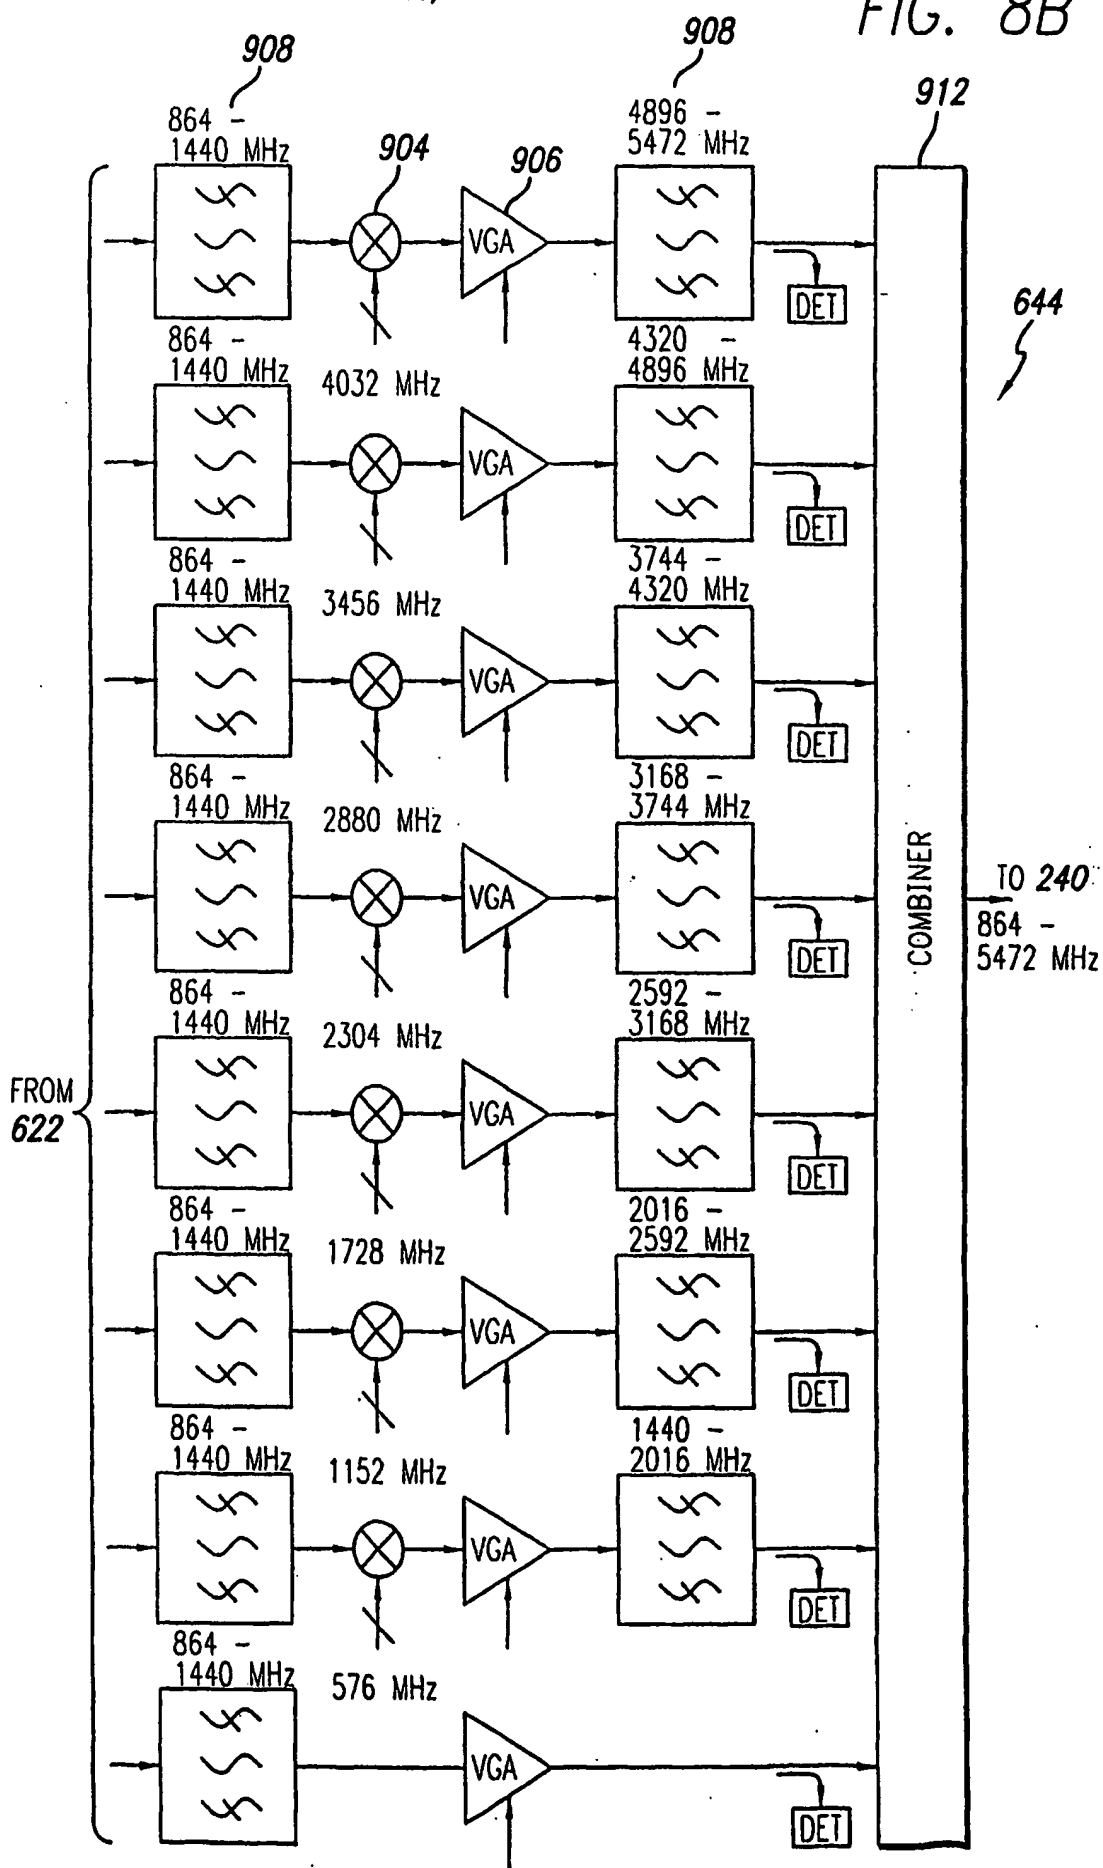 FIG. 8B
908
908
912
864 -
1440 MHz
904
906
4896 -
5472 MHz
VGA
DET
644
864 -
1440 MHz
4032 MHz
4320 -
4896 MHz
VGA
DET
864 -
1440 MHz
3456 MHz
3744 -
4320 MHz
VGA
DET
864 -
1440 MHz
2880 MHz
3168 -
3744 MHz
VGA
DET
COMBINER
TO 240
864 -
5472 MHz
864 -
1440 MHz
2304 MHz
2592 -
3168 MHz
FROM
622
VGA
DET
864 -
1440 MHz
1728 MHz
2016 -
2592 MHz
VGA
DET
864 -
1440 MHz
1152 MHz
1440 -
2016 MHz
VGA
DET
864 -
1440 MHz
576 MHz
VGA
DET